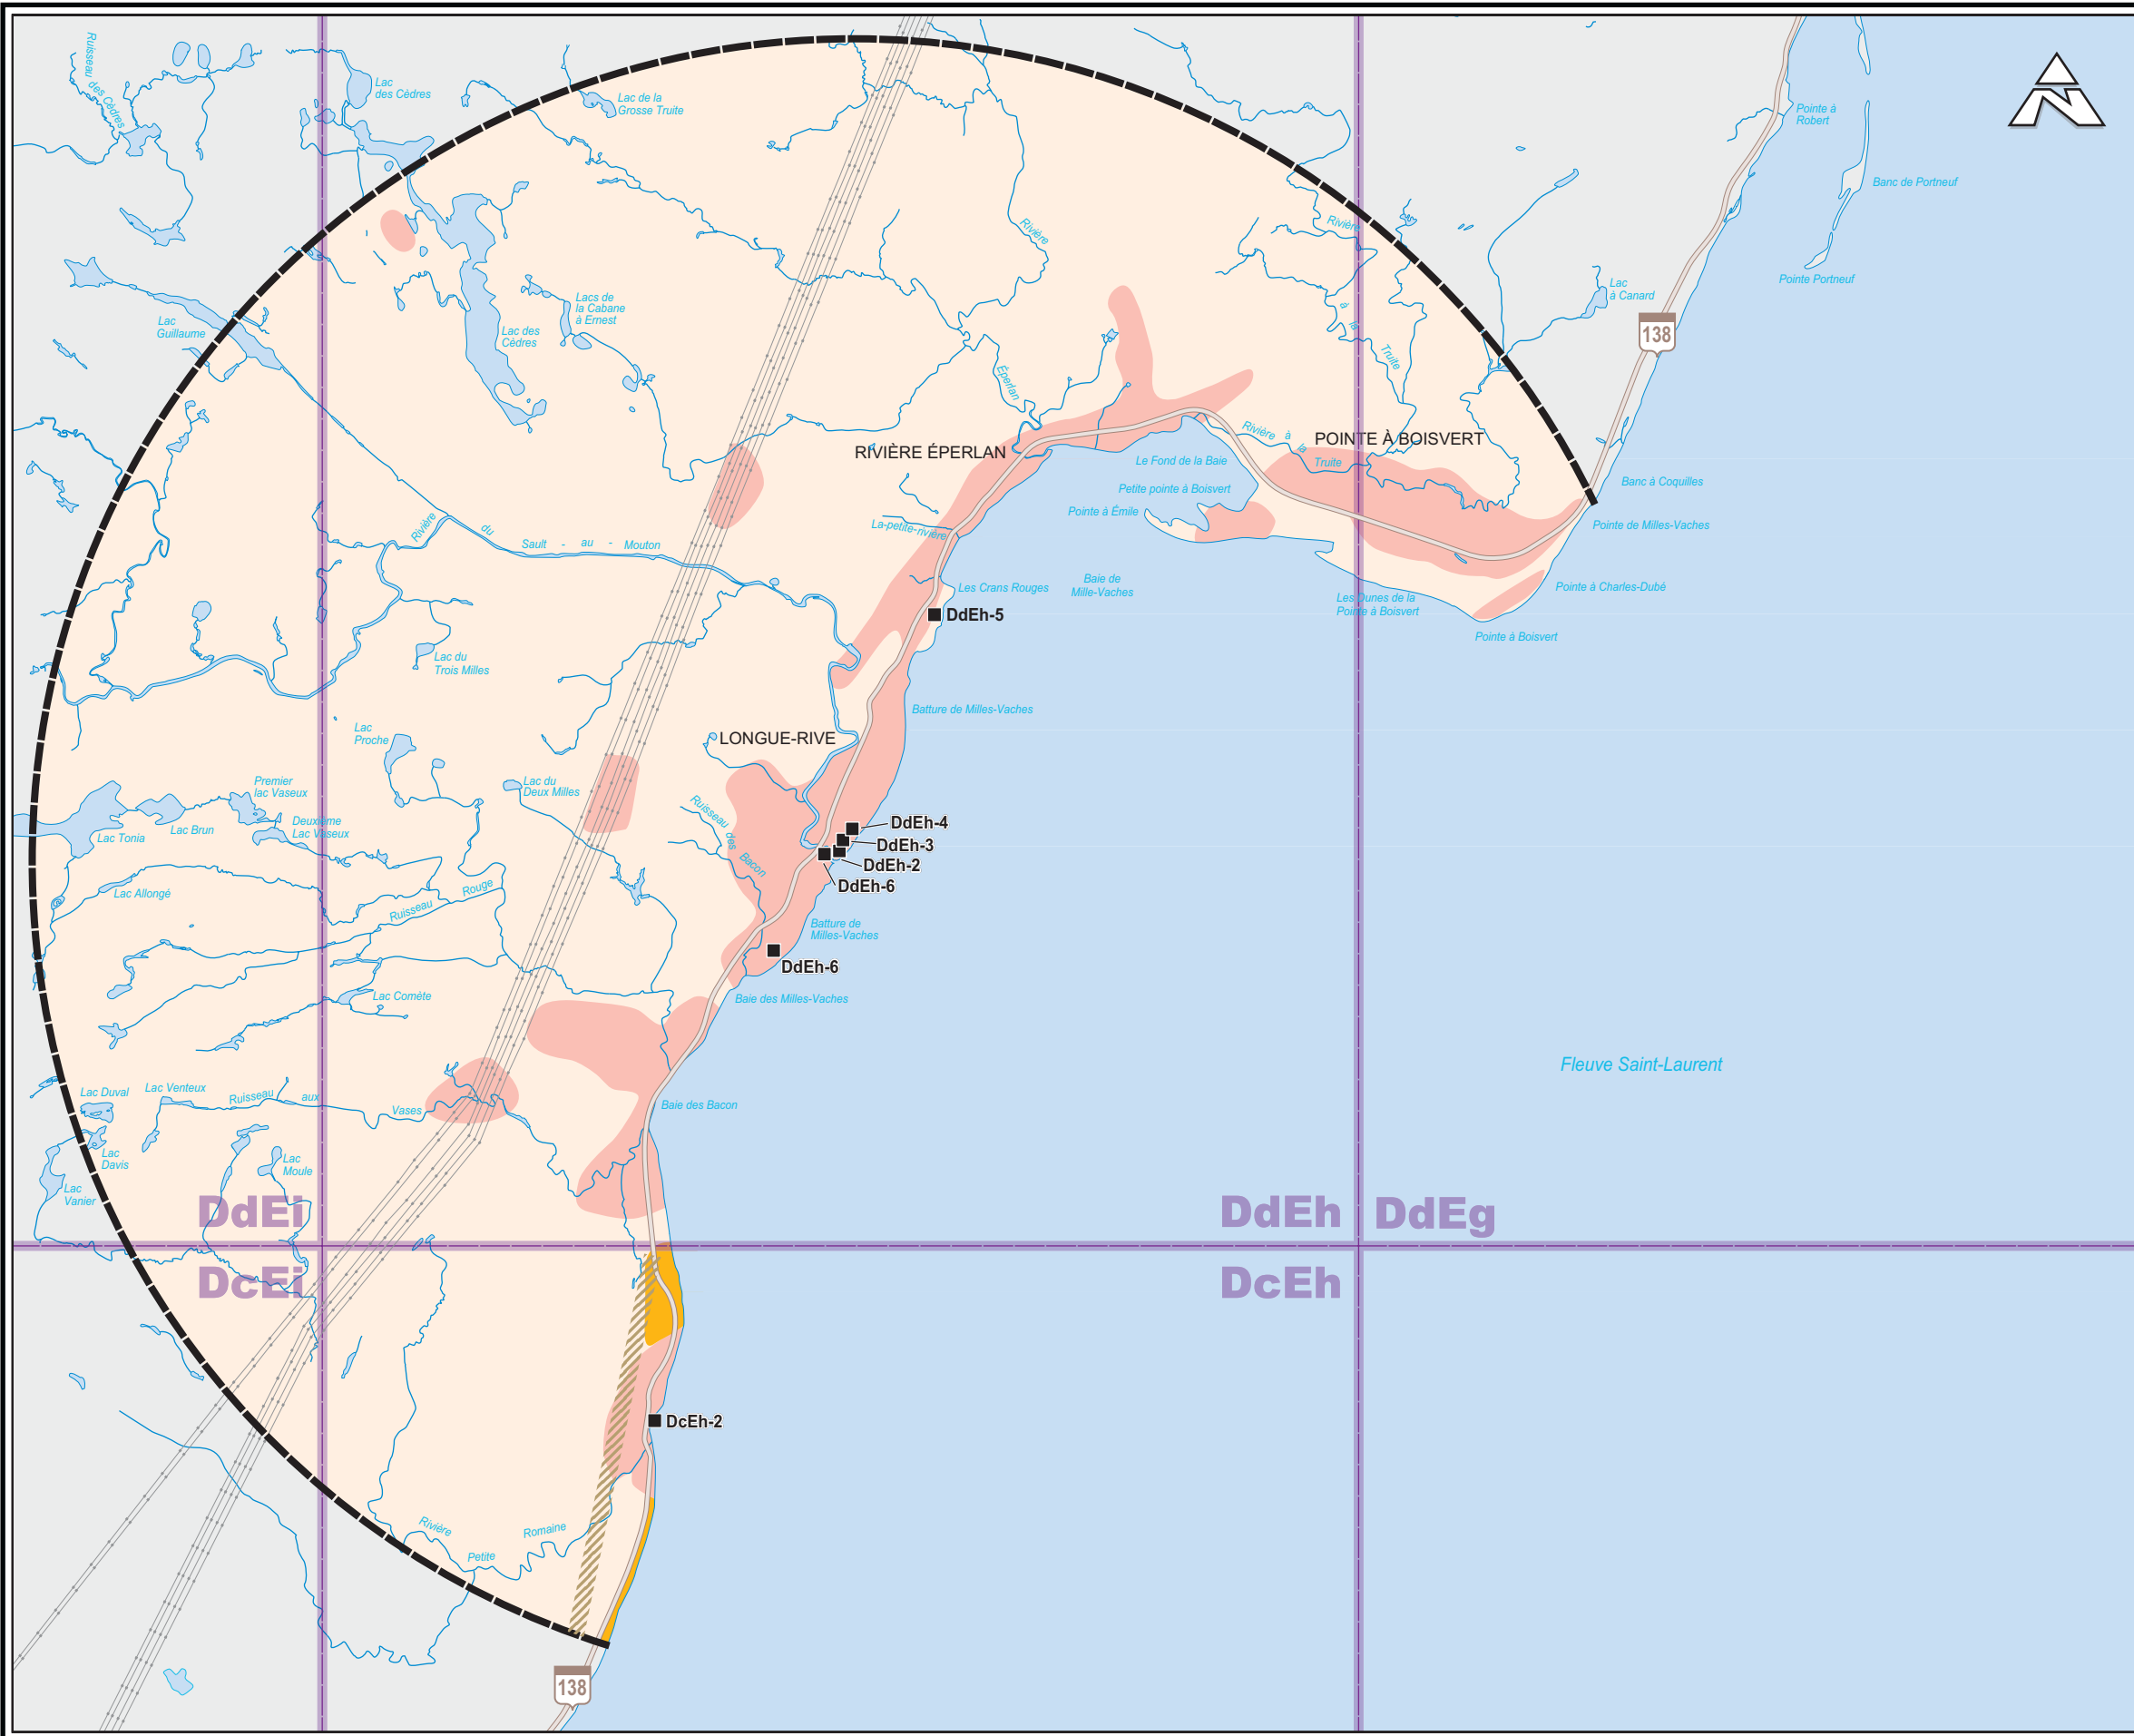 Ruisseau des Cèdres
Lac
des Cèdres
Lac de la
Grosse Truite
Pointe à
Robert
Banc de Portneuf
Pointe Portneuf
Rivière
Éperlan
Rivière
à
la
Truite
Lac
à Canard
138
Lac
Guillaume
Lacs de
la Cabane
à Ernest
Lac des
Cèdres
RIVIÈRE ÉPERLAN
POINTE À BOISVERT
Rivière à la Truite
Le Fond de la Baie
Petite pointe à Boisvert
Pointe à Émile
Banc à Coquilles
Pointe de Milles-Vaches
La-petite-rivière
Rivière du Sault - au - Mouton
Les Crans Rouges
Baie de
Mille-Vaches
Pointe à Charles-Dubé
Les Dunes de la
Pointe à Boisvert
Pointe à Boisvert
DdEh-5
Lac du
Trois Milles
Batture de Milles-Vaches
Lac
Proche
LONGUE-RIVE
Premier
lac Vaseux
Lac du
Deux Milles
Deuxième
Lac Vaseux
Lac Tonia
Lac Brun
Ruisseau des Bacon
DdEh-4
DdEh-3
DdEh-2
DdEh-6
Lac Allongé
Ruisseau Rouge
Batture de
Milles-Vaches
DdEh-6
Lac Comète
Baie des Milles-Vaches
Fleuve Saint-Laurent
Lac Duval
Lac Venteux
Ruisseau aux Vases
Baie des Bacon
Lac
Davis
Lac
Moule
Lac
Vanier
DdEi
DdEh
DdEg
DcEi
DcEh
DcEh-2
Rivière Petite Romaine
138